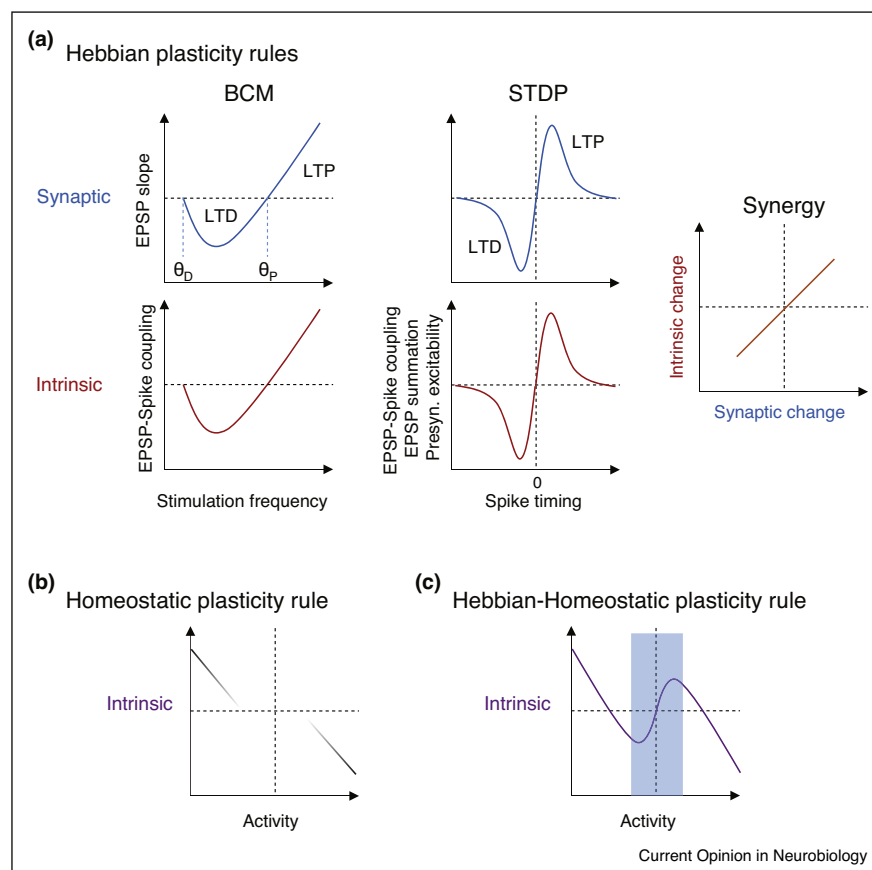 (a) Hebbian plasticity rules
BCM
STDP
Synaptic
EPSP slope
LTD
LTP
θD
θP
LTD
LTP
Synergy
Intrinsic change
Synaptic change
Intrinsic
EPSP-Spike coupling
Stimulation frequency
EPSP-Spike coupling
EPSP summation
Presyn. excitability
0
Spike timing
(b) Homeostatic plasticity rule
Intrinsic
Activity
(c) Hebbian-Homeostatic plasticity rule
Intrinsic
Activity
Current Opinion in Neurobiology